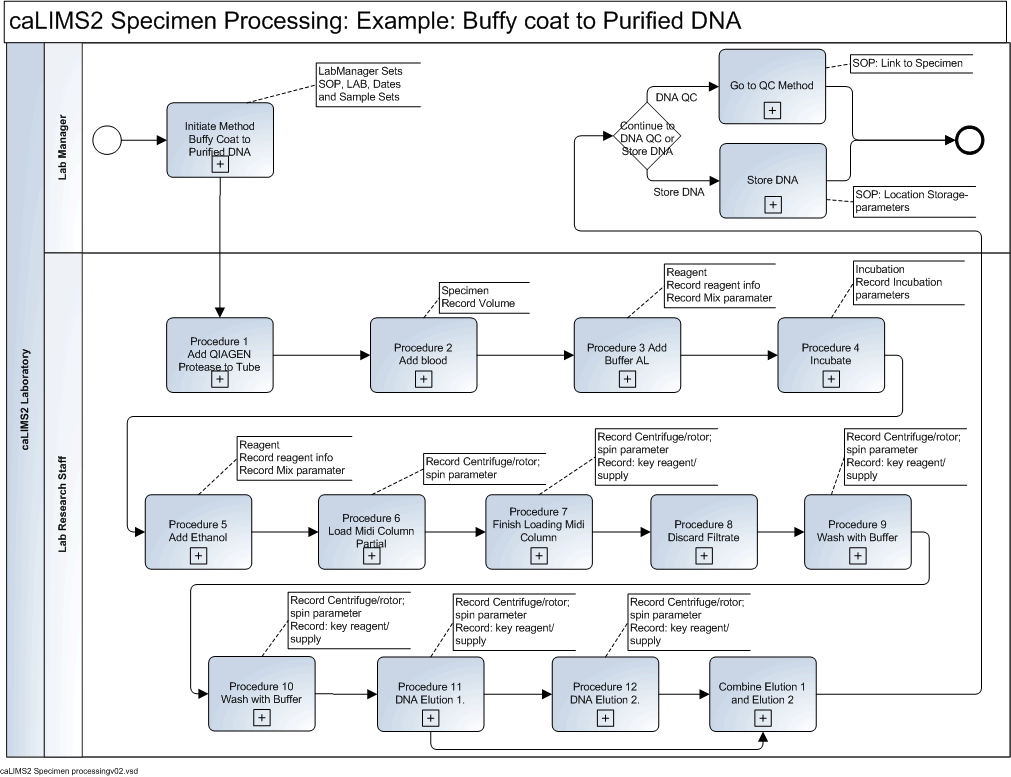 caLIMS2 Specimen Processing: Example: Buffy coat to Purified DNA
caLIMS2 Laboratory
Lab Manager
LabManager Sets
SOP, LAB, Dates
and Sample Sets
Initiate Method
Buffy Coat to
Purified DNA
Continue to
DNA QC or
Store DNA
DNA QC
Store DNA
Go to QC Method
SOP: Link to Specimen
Store DNA
SOP: Location Storage-
parameters
Lab Research Staff
Procedure 1
Add QIAGEN
Protease to Tube
Specimen
Record Volume
Procedure 2
Add blood
Reagent
Record reagent info
Record Mix paramater
Procedure 3 Add
Buffer AL
Incubation
Record Incubation
parameters
Procedure 4
Incubate
Reagent
Record reagent info
Record Mix paramater
Procedure 5
Add Ethanol
Record Centrifuge/rotor;
spin parameter
Procedure 6
Load Midi Column
Partial
Record Centrifuge/rotor;
spin parameter
Record: key reagent/
supply
Procedure 7
Finish Loading Midi
Column
Procedure 8
Discard Filtrate
Record Centrifuge/rotor;
spin parameter
Record: key reagent/
supply
Procedure 9
Wash with Buffer
Record Centrifuge/rotor;
spin parameter
Record: key reagent/
supply
Procedure 10
Wash with Buffer
Record Centrifuge/rotor;
spin parameter
Record: key reagent/
supply
Procedure 11
DNA Elution 1.
Record Centrifuge/rotor;
spin parameter
Record: key reagent/
supply
Procedure 12
DNA Elution 2.
Combine Elution 1
and Elution 2
caLIMS2 Specimen processingv02.vsd